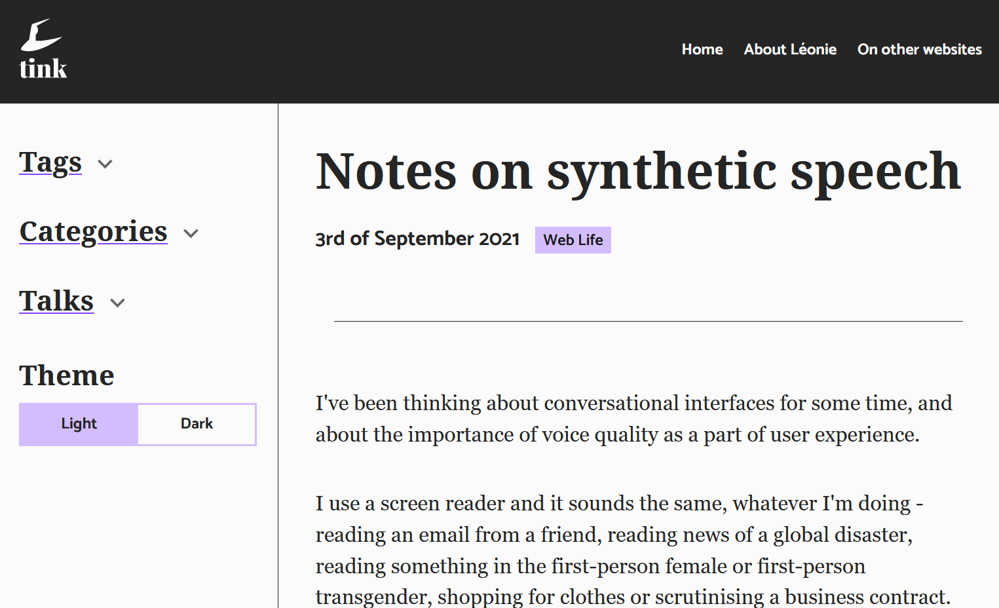 tink
Home
About Léonie
On other websites
Tags
Categories
Talks
Theme
Light
Dark
Notes on synthetic speech
3rd of September 2021
Web Life
I've been thinking about conversational interfaces for some time, and
about the importance of voice quality as a part of user experience.
I use a screen reader and it sounds the same, whatever I'm doing -
reading an email from a friend, reading news of a global disaster,
reading something in the first-person female or first-person
transgender, shopping for clothes or scrutinising a business contract.